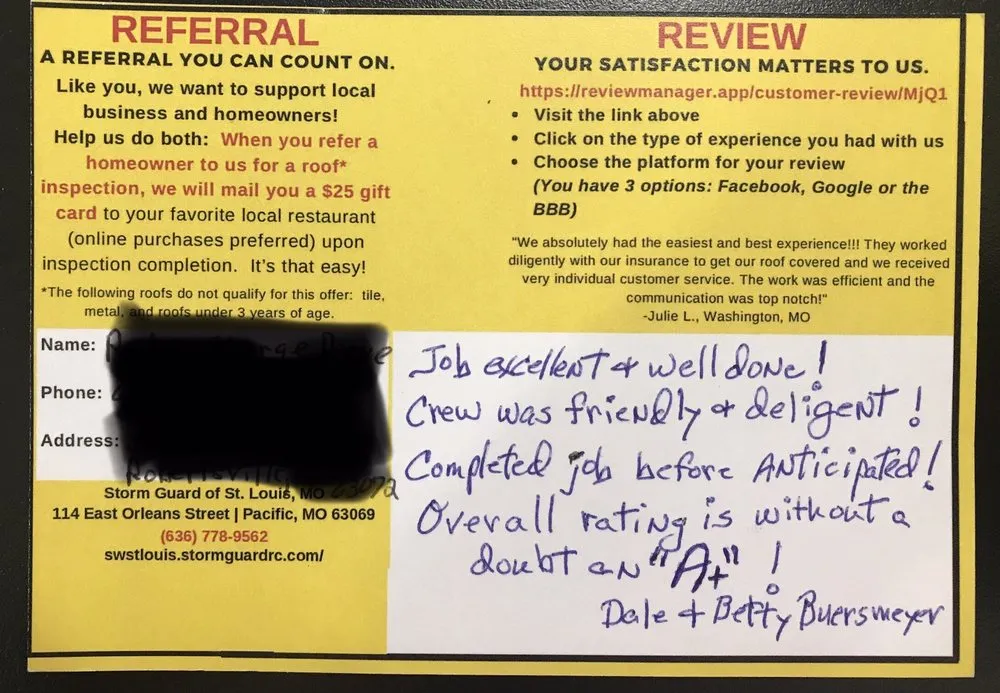 REFERRAL
A REFERRAL YOU CAN COUNT ON.
Like you, we want to support local
business and homeowners!
Help us do both: When you refer a
homeowner to us for a roof*
inspection, we will mail you a $25 gift
card to your favorite local restaurant
(online purchases preferred) upon
inspection completion. It's that easy!
*The following roofs do not qualify for this offer: tile,
metal, and roofs under 3 years of age.
Name:
Phone:
Address:
Storm Guard of St. Louis, MO
114 East Orleans Street | Pacific, MO 63069
(636) 778-9562
swstlouis.stormguardrc.com/
REVIEW
YOUR SATISFACTION MATTERS TO US.
https://reviewmanager.app/customer-review/MjQ1
• Visit the link above
• Click on the type of experience you had with us
• Choose the platform for your review
(You have 3 options: Facebook, Google or the
BBB)
"We absolutely had the easiest and best experience!!! They worked
diligently with our insurance to get our roof covered and we received
very individual customer service. The work was efficient and the
communication was top notch!"
-Julie L., Washington, MO
Job excellent & well done!
Crew was friendly & deligent!
Completed job before Anticipated!
Overall rating is without a
doubt an "A+"!
Dale & Betty Buersmeyer